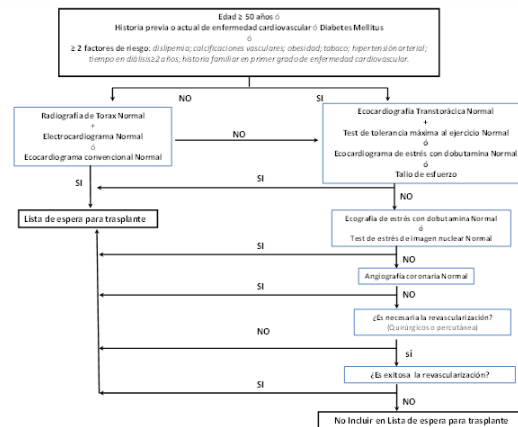 Edad ≥ 50 años ó
Historia previa o actual de enfermedad cardiovascular ó Diabetes Mellitus
ó
≥ 2 factores de riesgo: dislipemia; calcificaciones vasculares; obesidad; tabaco; hipertensión arterial;
tiempo en diálisis≥2 años; historia familiar en primer grado de enfermedad cardiovascular.
NO
SI
Radiografía de Torax Normal
+
Electrocardiograma Normal
ó
Ecocardiograma convencional Normal
NO
Ecocardiografía Transtorácica Normal
+
Test de tolerancia máxima al ejercicio Normal
ó
Ecocardiograma de estrés con dobutamina Normal
ó
Talio de esfuerzo
SI
SI
NO
Lista de espera para trasplante
Ecografía de estrés con dobutamina Normal
ó
Test de estrés de imagen nuclear Normal
SI
NO
Angiografía coronaria Normal
SI
NO
¿Es necesaria la revascularización?
(Quirúrgicos o percutánea)
NO
sí
¿Es exitosa la revascularización?
SI
NO
No Incluir en Lista de espera para trasplante